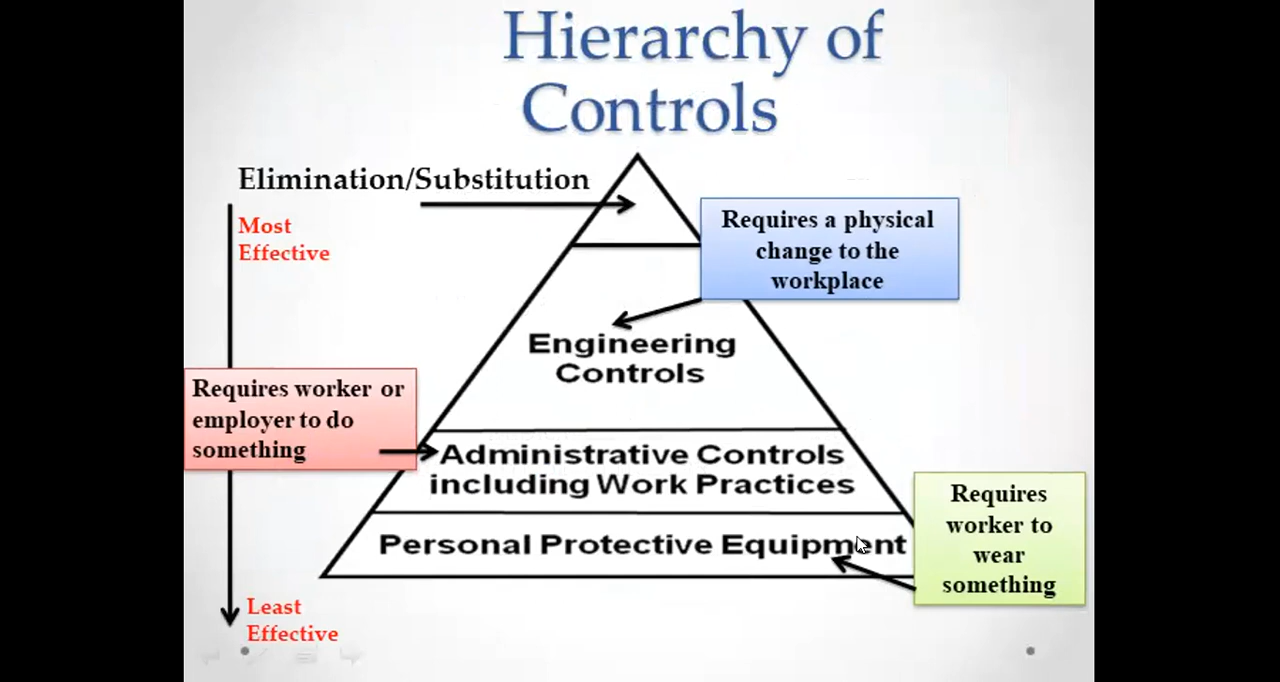 Hierarchy of
Controls
Elimination/Substitution
Most
Effective
Requires a physical
change to the
workplace
Engineering
Controls
Requires worker or
employer to do
something
Administrative Controls
including Work Practices
Requires
worker to
wear
something
Personal Protective Equipment
Least
Effective